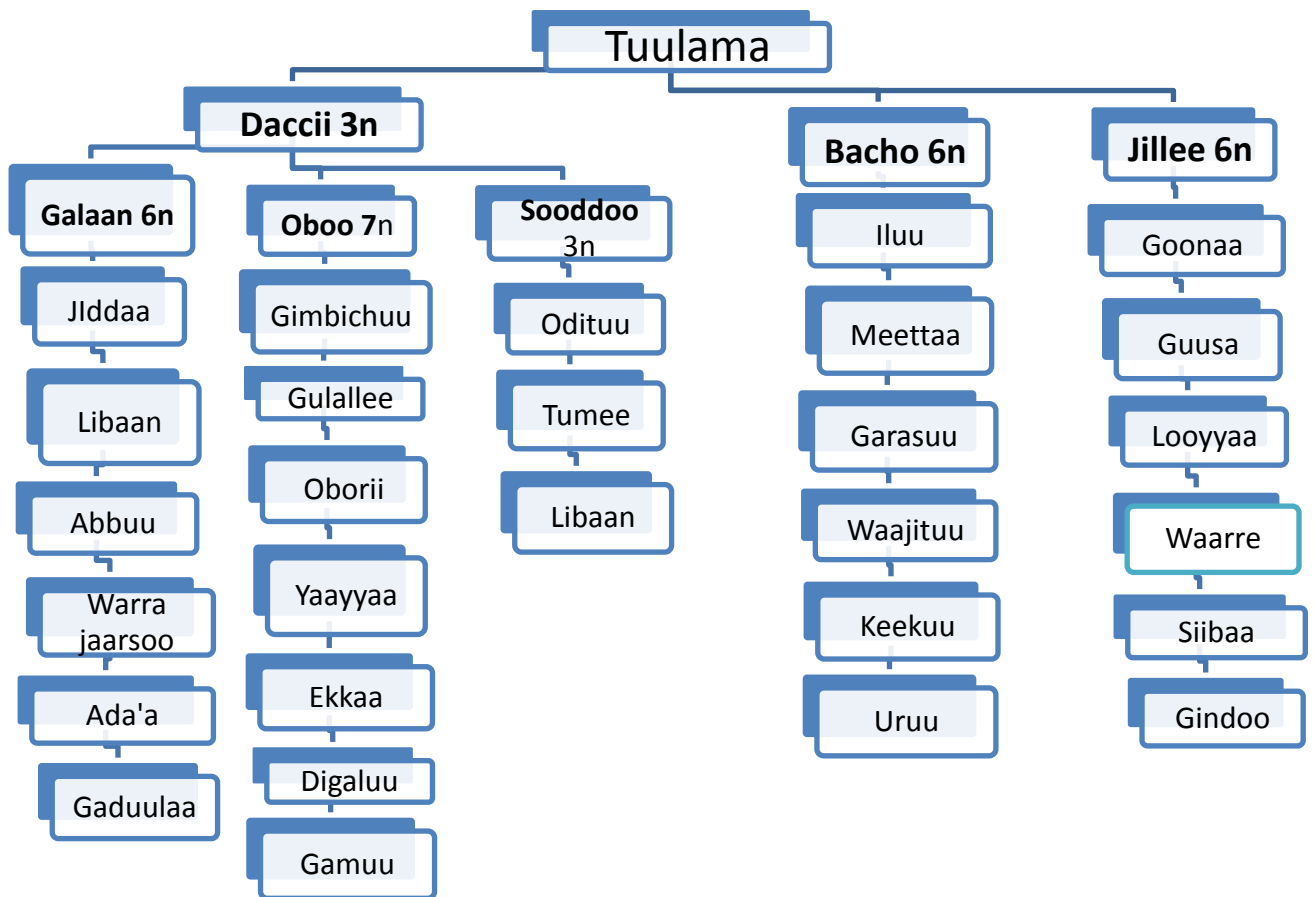 Tuulama
Daccii 3n
Bacho 6n
Jillee 6n
Galaan 6n
JIddaa
Libaan
Abbuu
Warra
jaarsoo
Ada'a
Gaduulaa
Oboo 7n
Gimbichuu
Gulallee
Oborii
Yaayyaa
Ekkaa
Digaluu
Gamuu
Sooddoo
3n
Odituu
Tumee
Libaan
Iluu
Meettaa
Garasuu
Waajituu
Keekuu
Uruu
Goonaa
Guusa
Looyyaa
Waarre
Siibaa
Gindoo